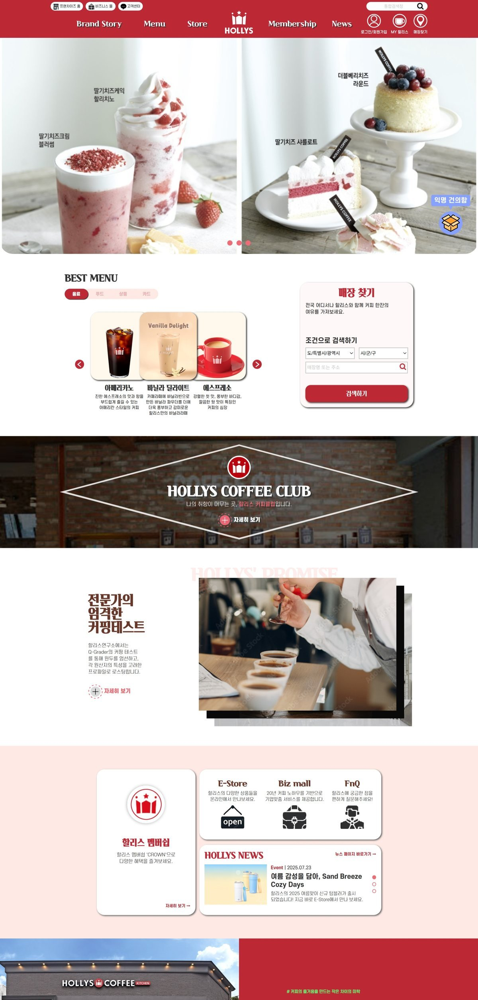 프랜차이즈 홈
비즈니스 몰
고객센터
통합검색창
Brand Story
Menu
Store
HOLLYS
Membership
News
로그인/회원가입
MY 할리스
매장찾기
딸기치즈케익
할리치노
딸기치즈크림
블러썸
HOLLYS COFFEE
더블베리치즈
라운드
딸기치즈 샤를로트
HOLLYS COFFEE
HOLLYS COFFEE
익명 건의함
BEST MENU
음료
푸드
상품
카드
Vanilla Delight
HOLLYS
아메리카노
진한 에스프레소의 맛과 향을
부드럽게 즐길 수 있는
아메리칸 스타일의 커피
바닐라 딜라이트
카페라떼에 바닐라빈으로
만든 바닐라 파우더를 더해
더욱 풍부하고 감미로운
할리스만의 바닐라라떼
에스프레소
강렬한 첫 맛, 풍부한 바디감,
깔끔한 뒷 맛이 특징인
커피의 심장
매장 찾기
전국 어디서나 할리스와 함께 커피 한잔의
여유를 가져보세요.
조건으로 검색하기
도/특별시/광역시
시/군/구
매장명 또는 주소
검색하기
HOLLYS COFFEE CLUB
나의 취향이 머무는 곳, 할리스 커피클럽입니다.
자세히 보기
HOLLYS' PROMISE
전문가의
엄격한
커핑테스트
할리스연구소에서는
Q-Grader의 커핑 테스트
를 통해 원두를 엄선하고,
각 원산지의 특성을 고려한
프로파일로 로스팅합니다.
자세히 보기
Adobe Stock
할리스 멤버쉽
할리스 멤버쉽 'CROWN'으로
다양한 혜택을 즐겨보세요.
자세히 보기 →
E-Store
할리스의 다양한 상품들을
온라인에서 만나보세요.
open
Biz mall
20년 커피 노하우를 기반으로
기업맞춤 서비스를 제공합니다.
FnQ
할리스에 궁금한 점을
편하게 질문해주세요!
HOLLYS NEWS
뉴스 페이지 바로가기 →
Event | 2025.07.23
여름 감성을 담아, Sand Breeze
Cozy Days
할리스의 2025 여름맞이 신규 텀블러가 출시
되었습니다! 지금 바로 E-Store에서 만나 보세요.
HOLLYS COFFEE KITCHEN
# 커피의 즐거움을 만드는 작은 차이의 미학